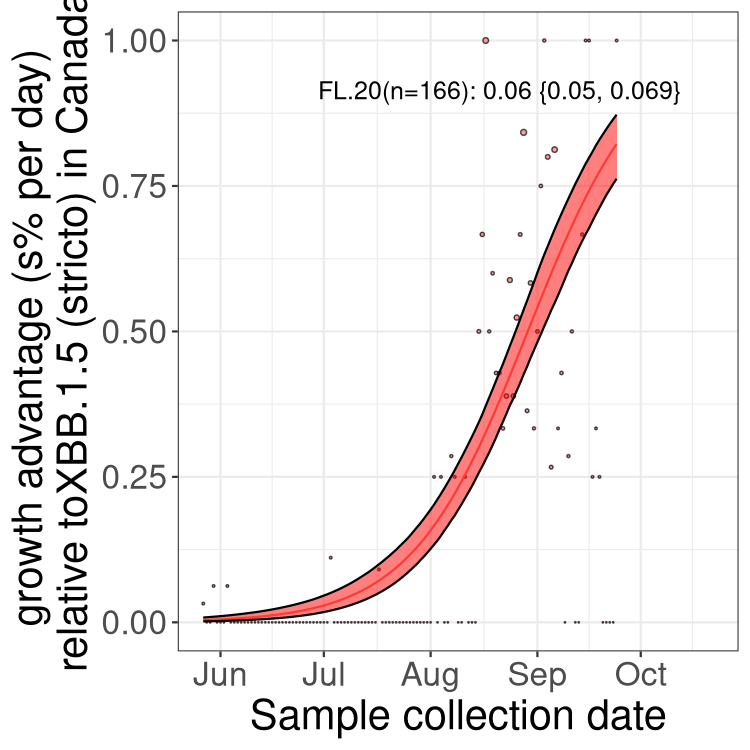 growth advantage (s% per day)
relative toXBB.1.5 (stricto) in Canada
1.00
0.75
0.50
0.25
0.00
FL.20(n=166): 0.06 {0.05, 0.069}
Jun Jul Aug Sep Oct
Sample collection date